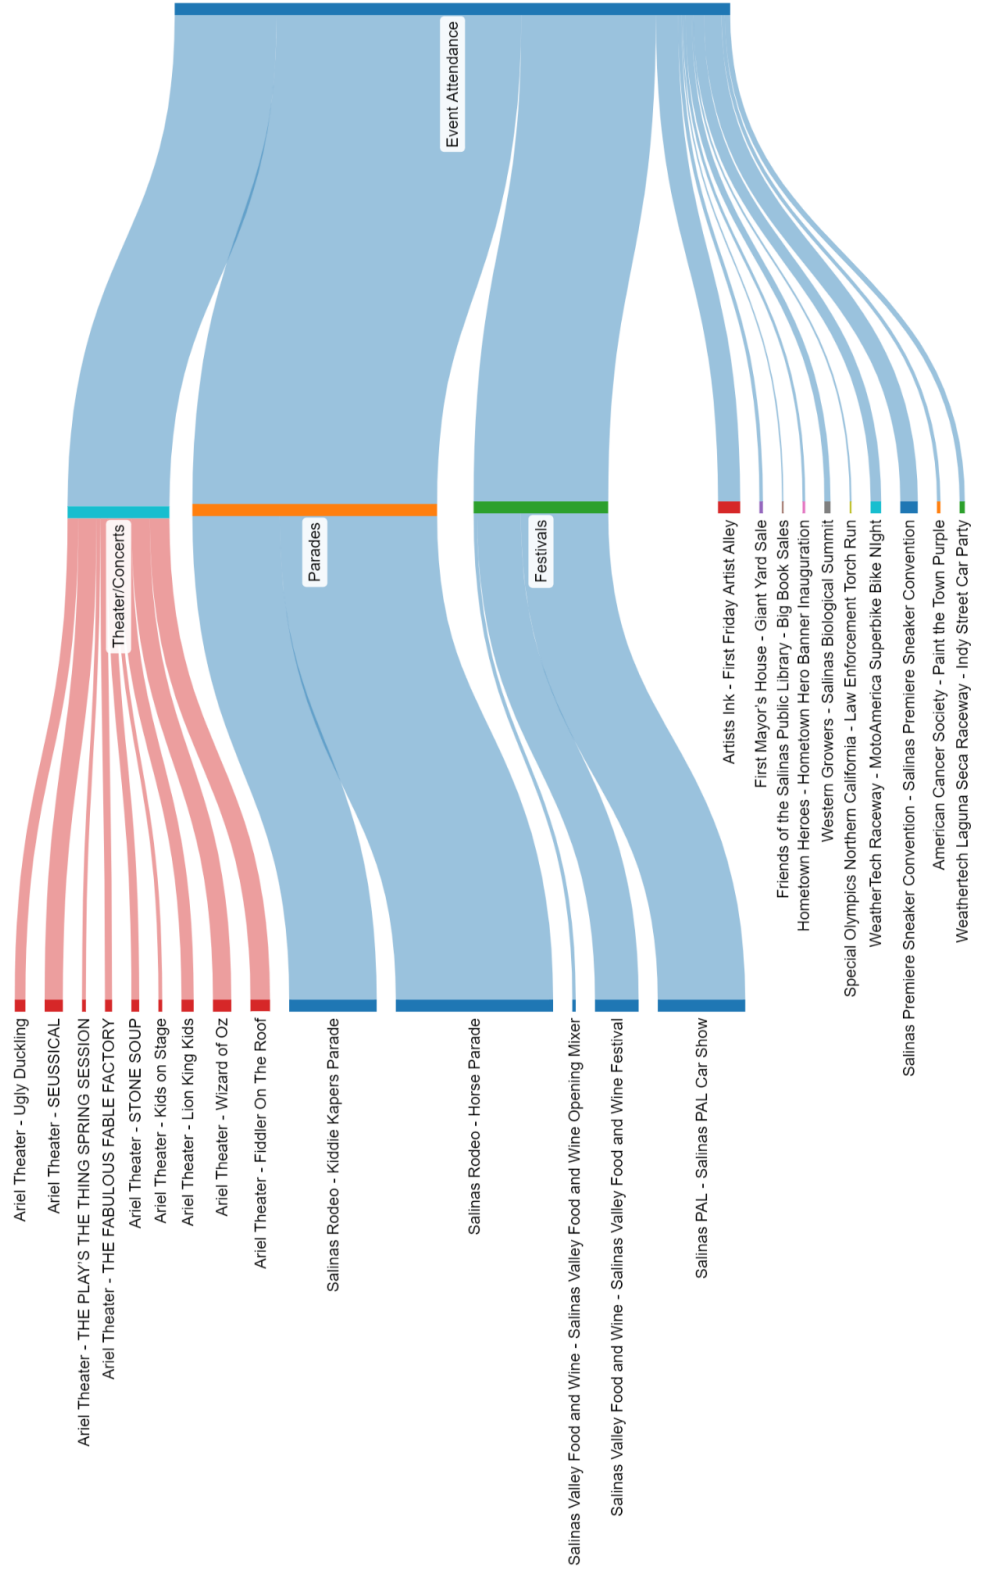 Event Attendance
Theater/Concerts
Parades
Festivals
Artists Ink - First Friday Artist Alley
First Mayor's House - Giant Yard Sale
Friends of the Salinas Public Library - Big Book Sales
Hometown Heroes - Hometown Hero Banner Inauguration
Western Growers - Salinas Biological Summit
Special Olympics Northern California - Law Enforcement Torch Run
WeatherTech Raceway - MotoAmerica Superbike Bike NIght
Salinas Premiere Sneaker Convention - Salinas Premiere Sneaker Convention
American Cancer Society - Paint the Town Purple
Weathertech Laguna Seca Raceway - Indy Street Car Party
Ariel Theater - Ugly Duckling
Ariel Theater - SEUSSICAL
Ariel Theater - THE PLAY'S THE THING SPRING SESSION
Ariel Theater - THE FABULOUS FABLE FACTORY
Ariel Theater - STONE SOUP
Ariel Theater - Kids on Stage
Ariel Theater - Lion King Kids
Ariel Theater - Wizard of Oz
Ariel Theater - Fiddler On The Roof
Salinas Rodeo - Kiddie Kapers Parade
Salinas Rodeo - Horse Parade
Salinas Valley Food and Wine - Salinas Valley Food and Wine Opening Mixer
Salinas Valley Food and Wine - Salinas Valley Food and Wine Festival
Salinas PAL - Salinas PAL Car Show